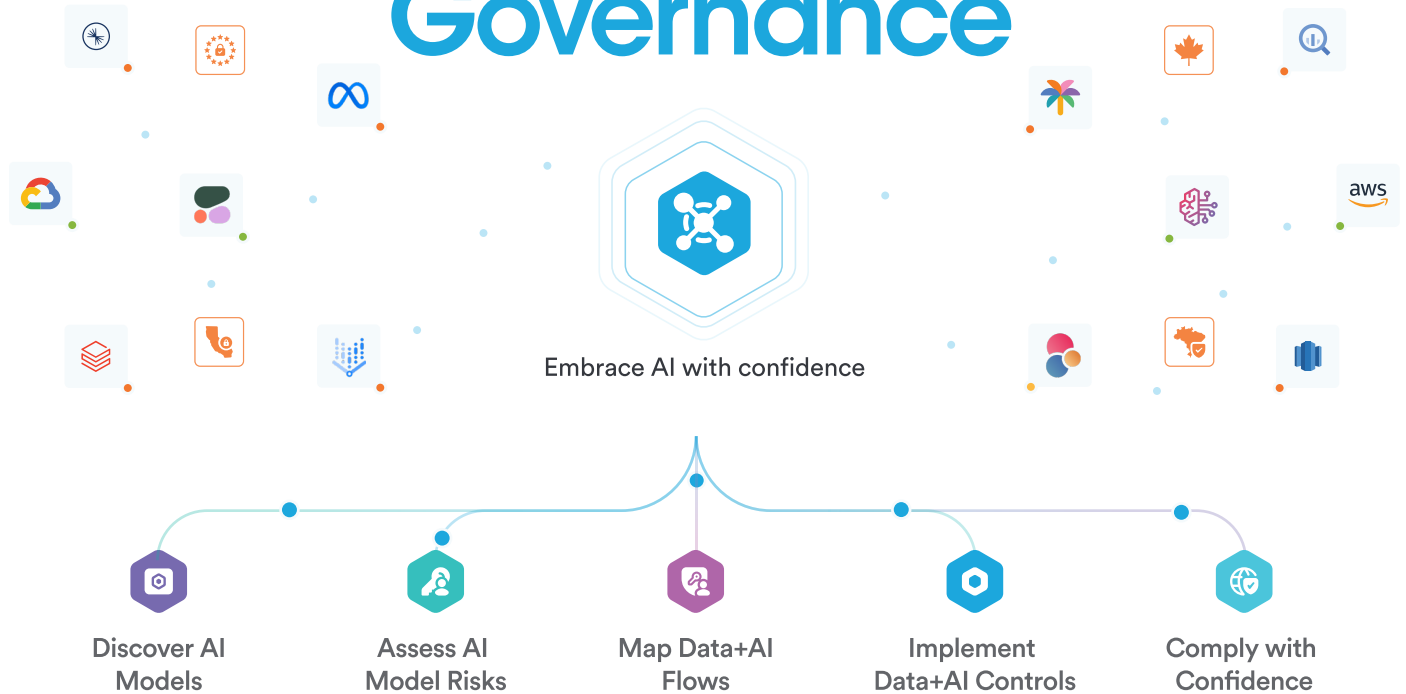 Governance
aws
Embrace AI with confidence
Discover AI
Models
Assess AI
Model Risks
Map Data+AI
Flows
Implement
Data+AI Controls
Comply with
Confidence